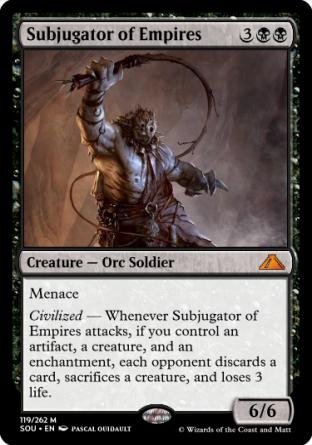 Subjugator of Empires 3
Creature — Orc Soldier
Menace
Civilized — Whenever Subjugator of
Empires attacks, if you control an
artifact, a creature, and an
enchantment, each opponent discards a
card, sacrifices a creature, and loses 3
life.
6/6
119/262 M
SOU • EN PASCAL QUIDAULT
© Wizards of the Coast and Matt